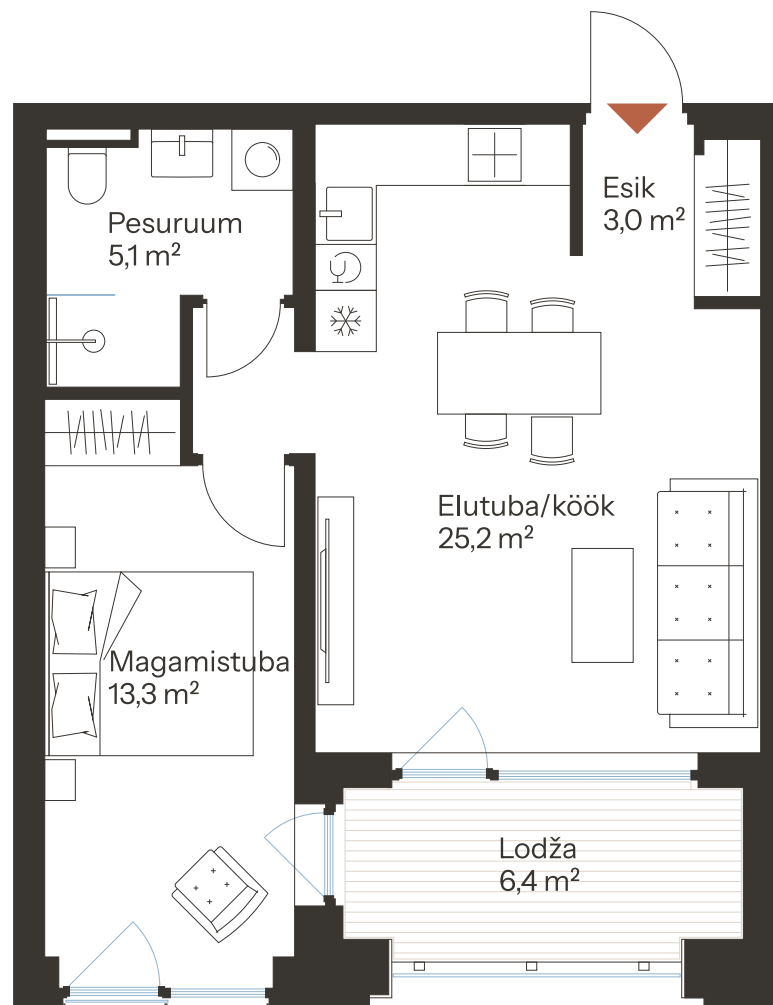 Esik
3,0 m²
Pesuruum
5,1 m²
Elutuba/köök
25,2 m²
Magamistuba
13,3 m²
Lodža
6,4 m²